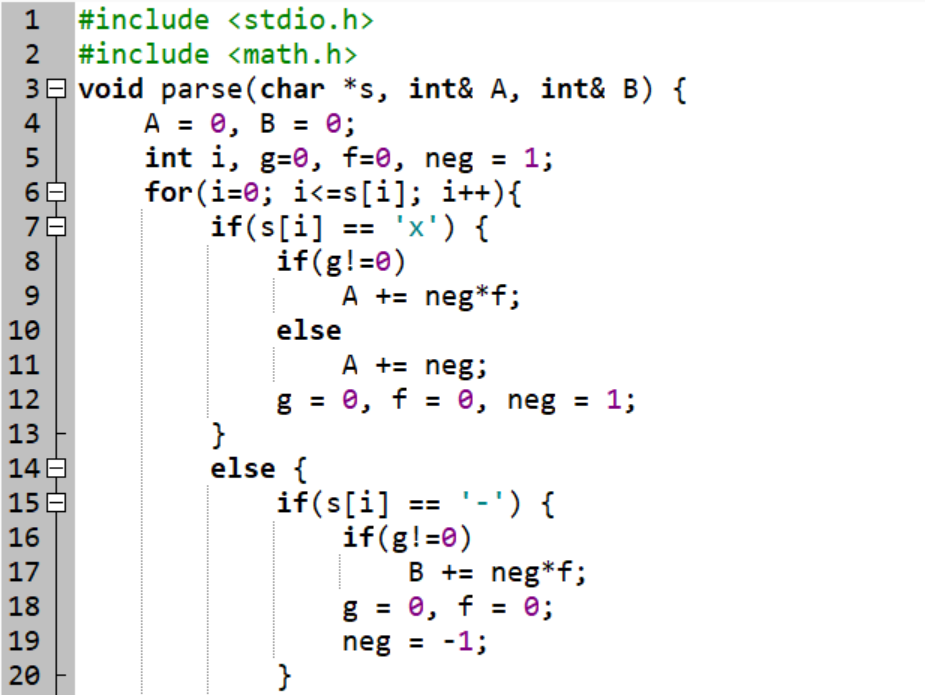 1 #include <stdio.h>
2 #include <math.h>
3 void parse(char *s, int& A, int& B) {
4 A = 0, B = 0;
5 int i, g=0, f=0, neg = 1;
6 for(i=0; i<=s[i]; i++){
7 if(s[i] == 'x') {
8 if(g!=0)
9 A += neg*f;
10 else
11 A += neg;
12 g = 0, f = 0, neg = 1;
13 }
14 else {
15 if(s[i] == '-') {
16 if(g!=0)
17 B += neg*f;
18 g = 0, f = 0;
19 neg = -1;
20 }